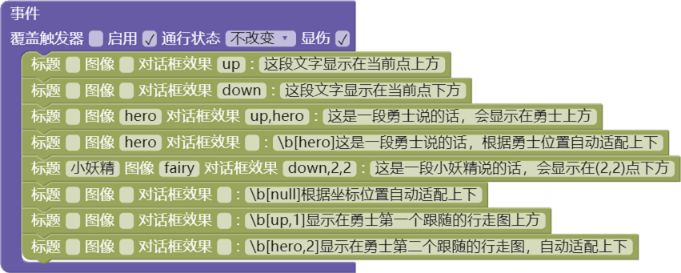 事件
覆盖触发器 启用 通行状态 不改变 显伤
标题 图像 对话框效果 up : 这段文字显示在当前点上方
标题 图像 对话框效果 down : 这段文字显示在当前点下方
标题 图像 hero 对话框效果 up,hero : 这是一段勇士说的话，会显示在勇士上方
标题 图像 hero 对话框效果 : \b[hero]这是一段勇士说的话，根据勇士位置自动适配上下
标题 小妖精 图像 fairy 对话框效果 down,2,2 : 这是一段小妖精说的话，会显示在(2,2)点下方
标题 图像 对话框效果 : \b[null]根据坐标位置自动适配上下
标题 图像 对话框效果 : \b[up,1]显示在勇士第一个跟随的行走图上方
标题 图像 对话框效果 : \b[hero,2]显示在勇士第二个跟随的行走图，自动适配上下